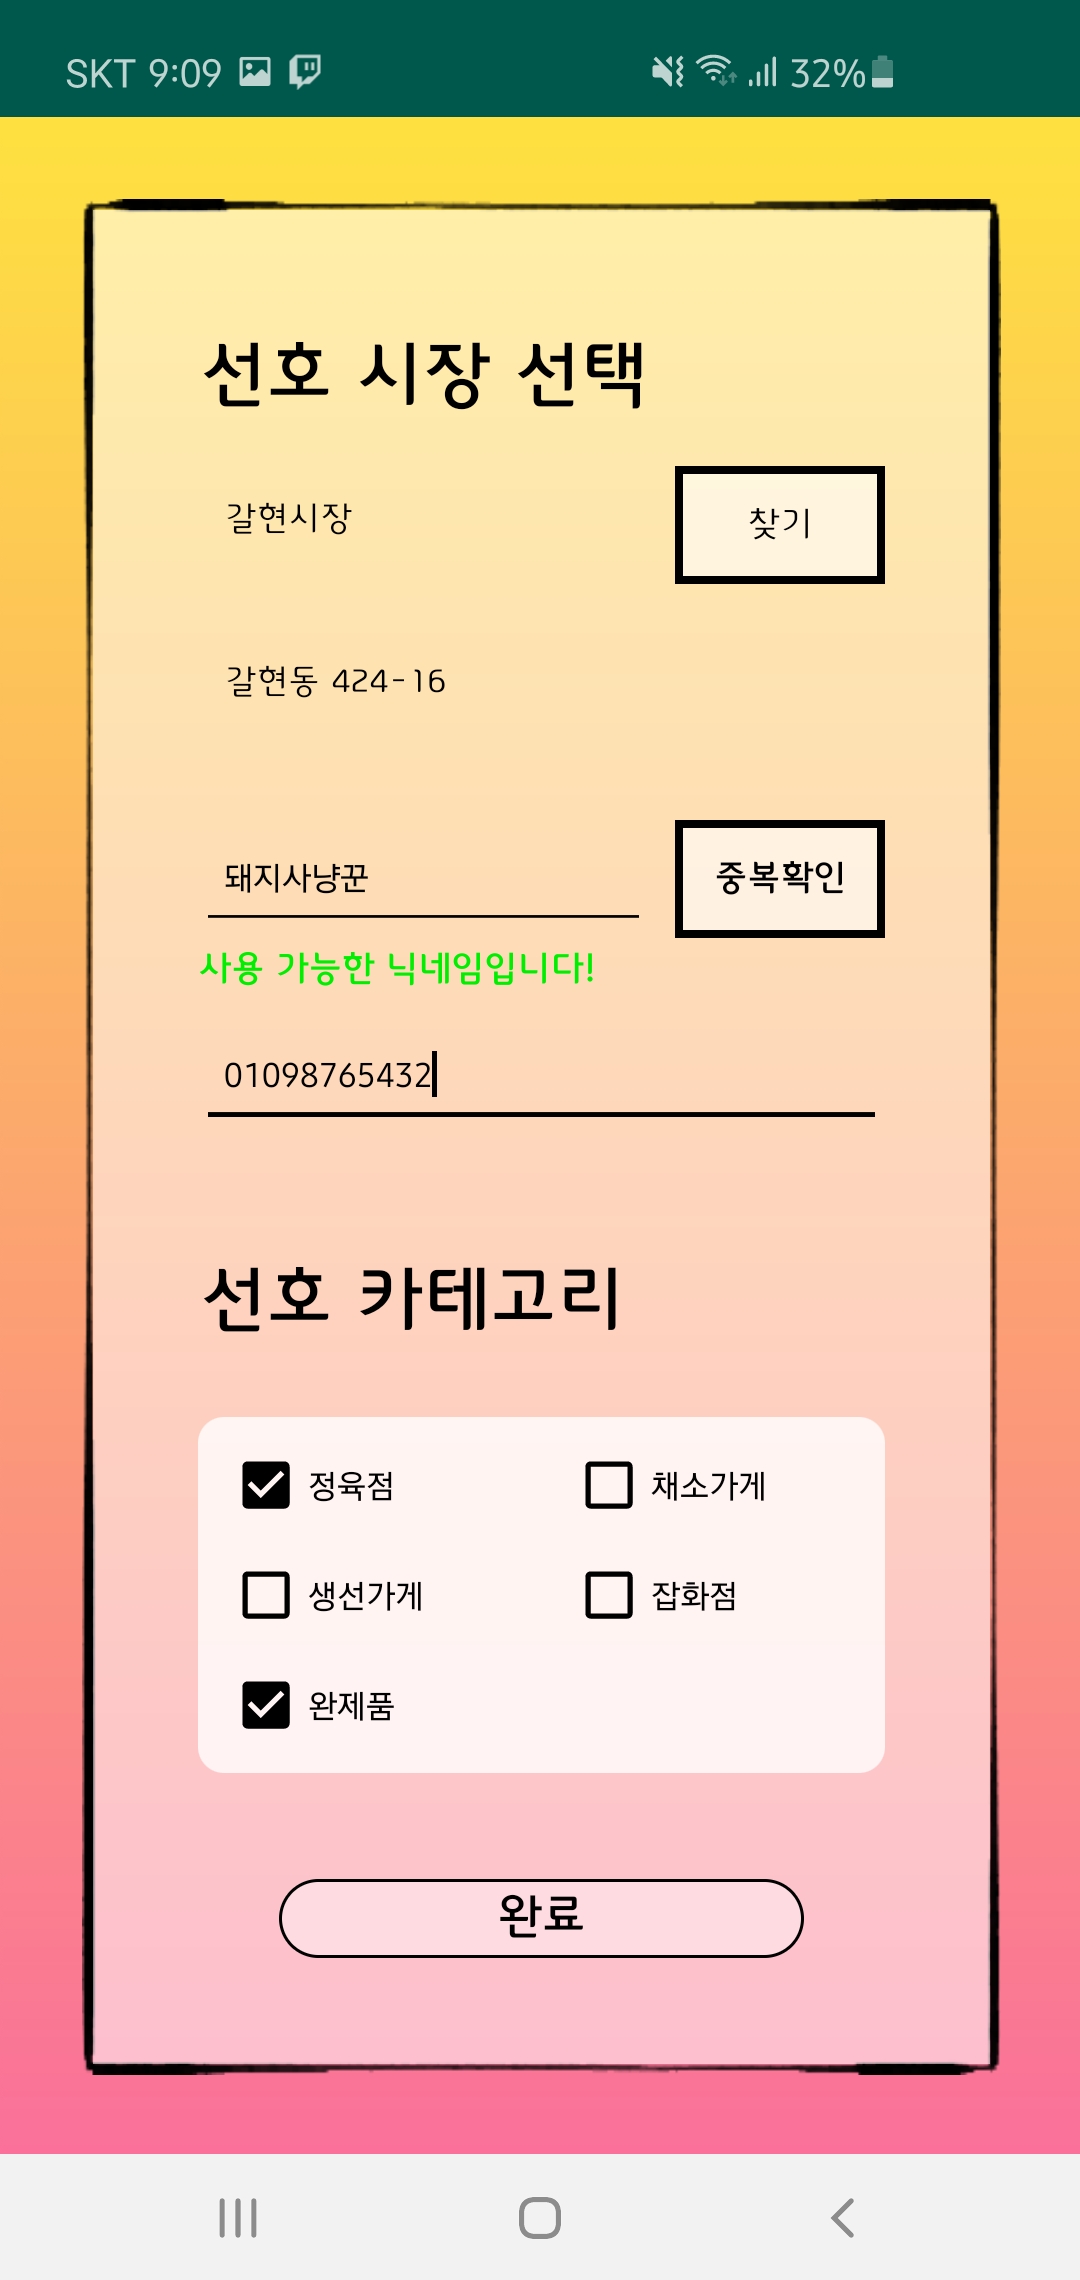 SKT 9:09 32%
선호 시장 선택
갈현시장
찾기
갈현동 424-16
돼지사냥꾼
중복확인
사용 가능한 닉네임입니다!
01098765432
선호 카테고리
정육점 채소가게
생선가게 잡화점
완제품
완료